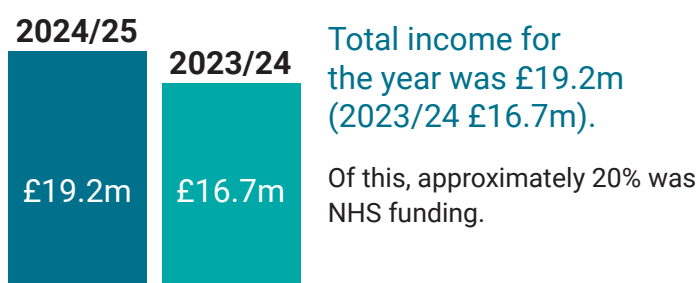 2024/25
£19.2m
2023/24
£16.7m
Total income for
the year was £19.2m
(2023/24 £16.7m).
Of this, approximately 20% was
NHS funding.